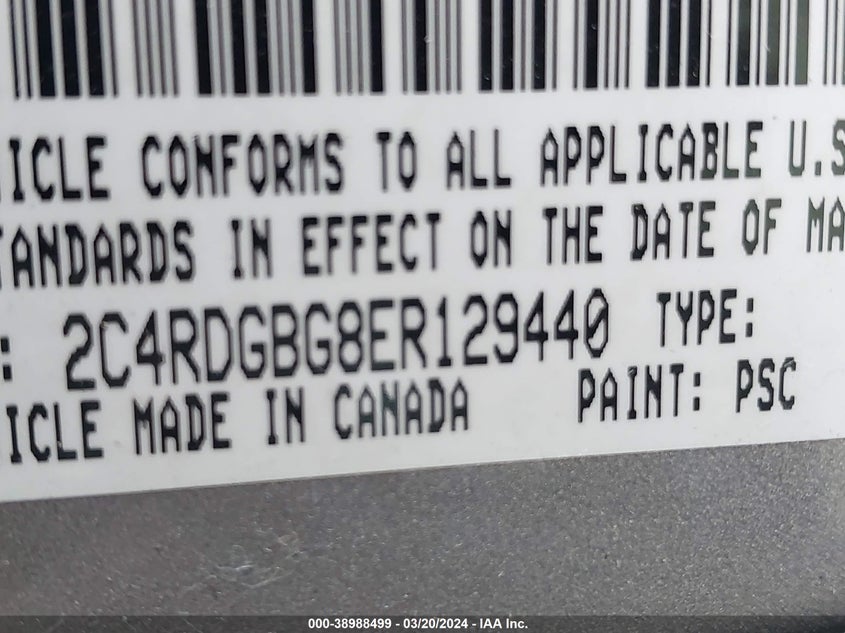 ICLE CONFORMS TO ALL APPLICABLE U.S
TANDARDS IN EFFECT ON THE DATE OF MA
: 2C4RDGBG8ER129440 TYPE:
ICLE MADE IN CANADA PAINT: PSC
000-38988499 - 03/20/2024 - IAA Inc.